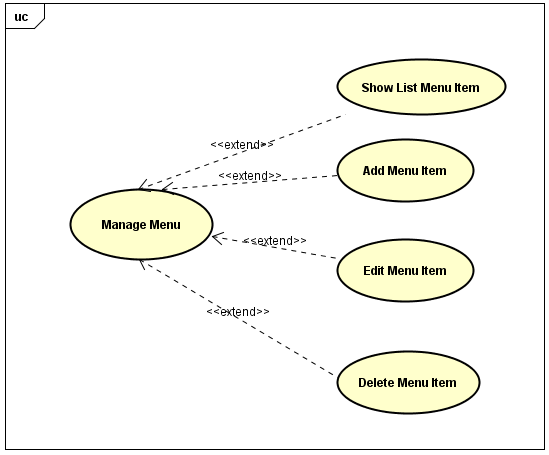 uc
Show List Menu Item
<<extend>>
Add Menu Item
<<extend>>
Manage Menu
<<extend>>
Edit Menu Item
<<extend>>
Delete Menu Item